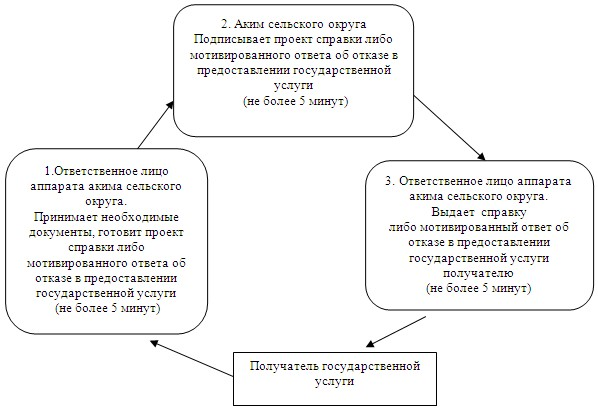 2. Аким сельского округа
Подписывает проект справки либо
мотивированного ответа об отказе в
предоставлении государственной
услуги
(не более 5 минут)
1.Ответственное лицо
аппарата акима сельского
округа.
Принимает необходимые
документы, готовит проект
справки либо
мотивированного ответа об
отказе в предоставлении
государственной услуги
(не более 5 минут)
3. Ответственное лицо аппарата
акима сельского округа.
Выдает справку
либо мотивированный ответ об
отказе в предоставлении
государственной услуги
получателю
(не более 5 минут)
Получатель государственной
услуги